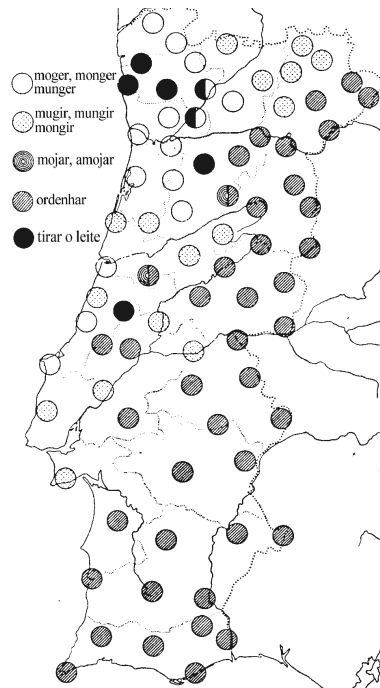 moger, monger
munger
mugir, mungir
mongir
mojar, amojar
ordenhar
tirar o leite